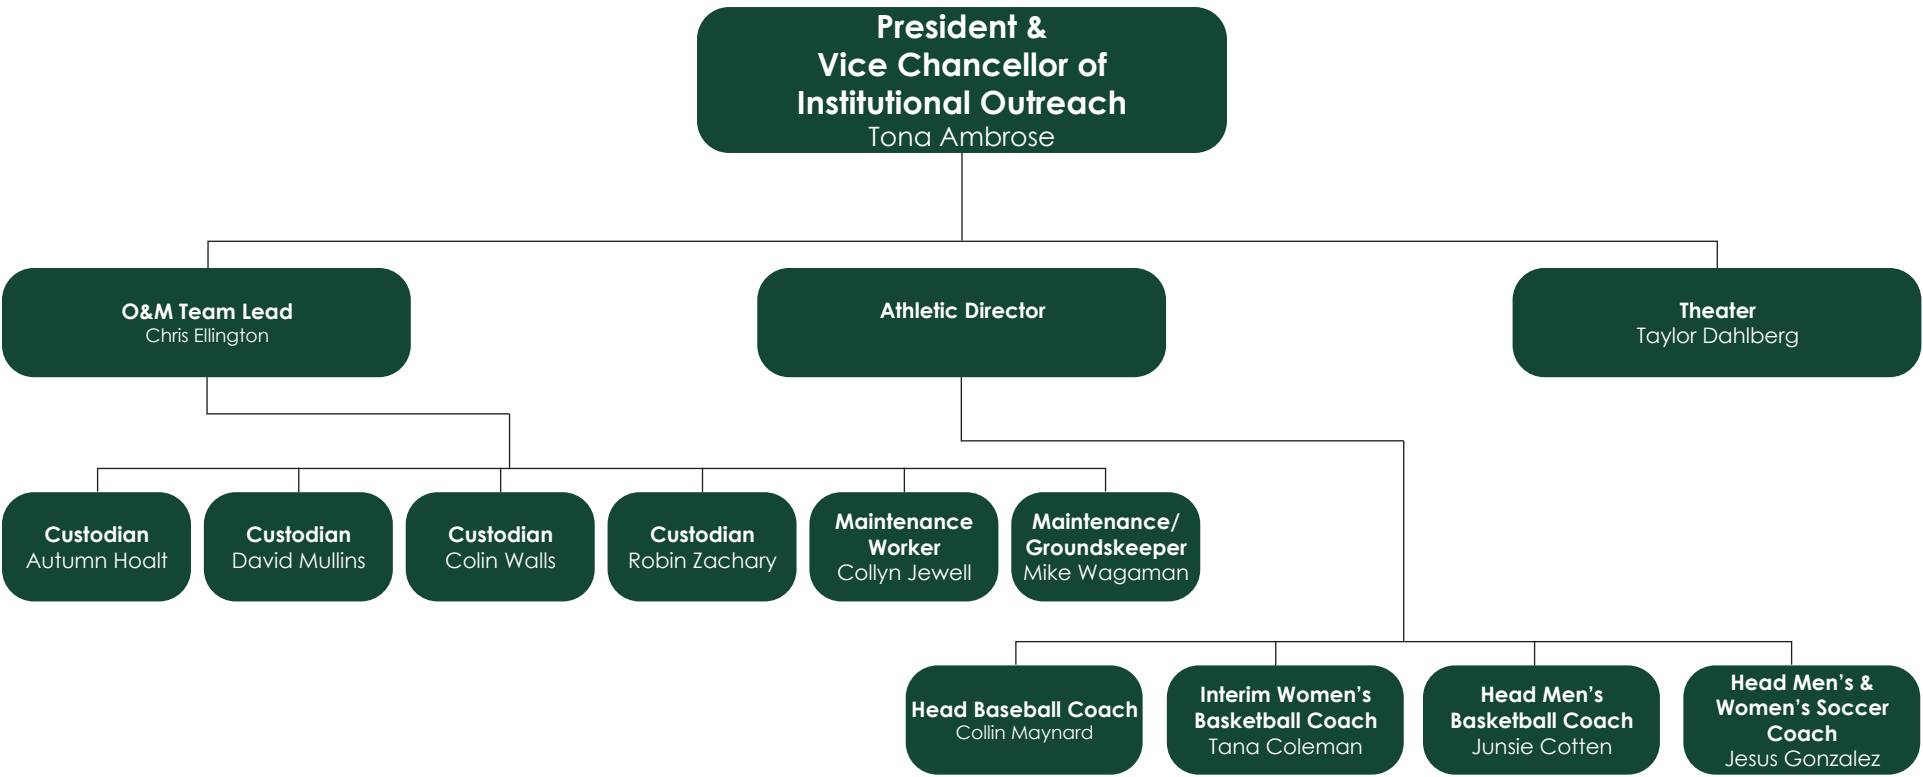 President &
Vice Chancellor of
Institutional Outreach
Tona Ambrose
O&M Team Lead
Chris Ellington
Athletic Director
Theater
Taylor Dahlberg
Custodian
Autumn Hoalt
Custodian
David Mullins
Custodian
Colin Walls
Custodian
Robin Zachary
Maintenance
Worker
Collyn Jewell
Maintenance/
Groundskeeper
Mike Wagaman
Head Baseball Coach
Collin Maynard
Interim Women’s
Basketball Coach
Tana Coleman
Head Men’s
Basketball Coach
Junsie Cotten
Head Men’s &
Women’s Soccer
Coach
Jesus Gonzalez